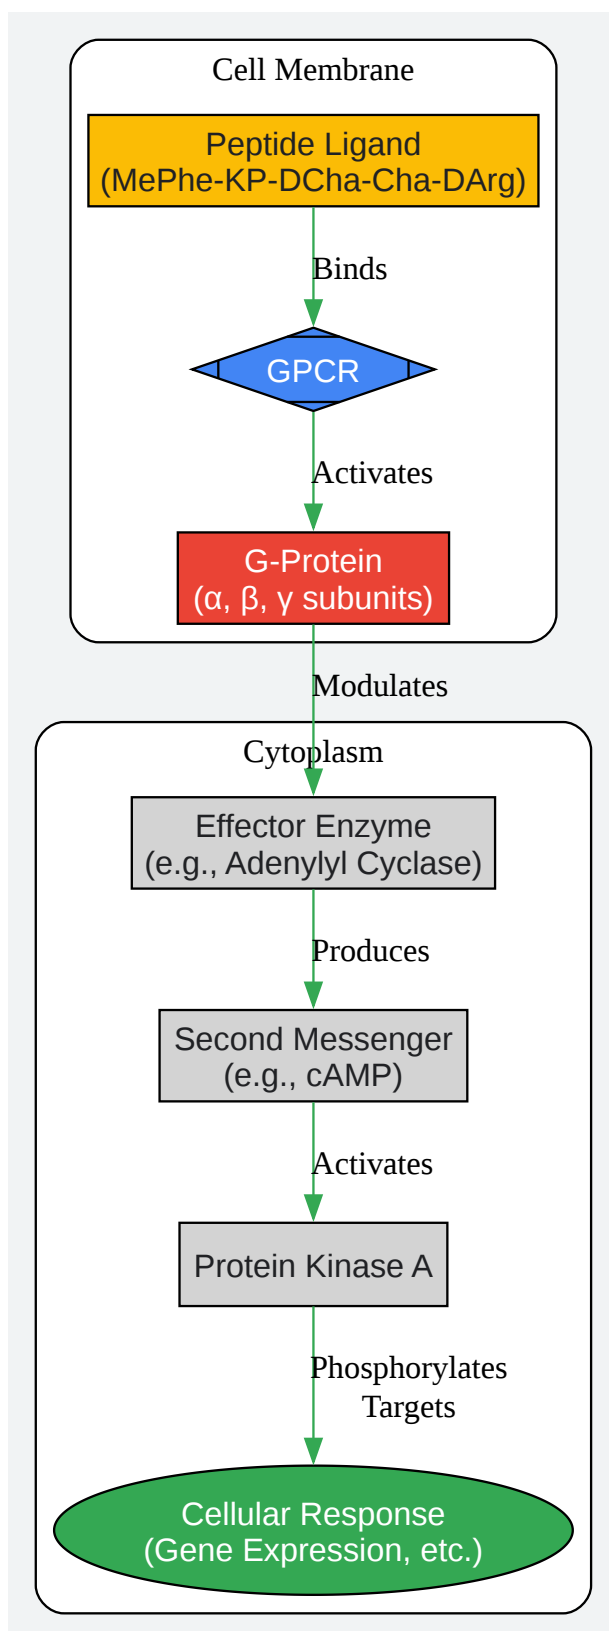 Cell Membrane
Peptide Ligand
(MePhe-KP-DCha-Cha-DArg)
Binds
GPCR
Activates
G-Protein
(α, β, γ subunits)
Modulates
Cytoplasm
Effector Enzyme
(e.g., Adenylyl Cyclase)
Produces
Second Messenger
(e.g., cAMP)
Activates
Protein Kinase A
Phosphorylates
Targets
Cellular Response
(Gene Expression, etc.)